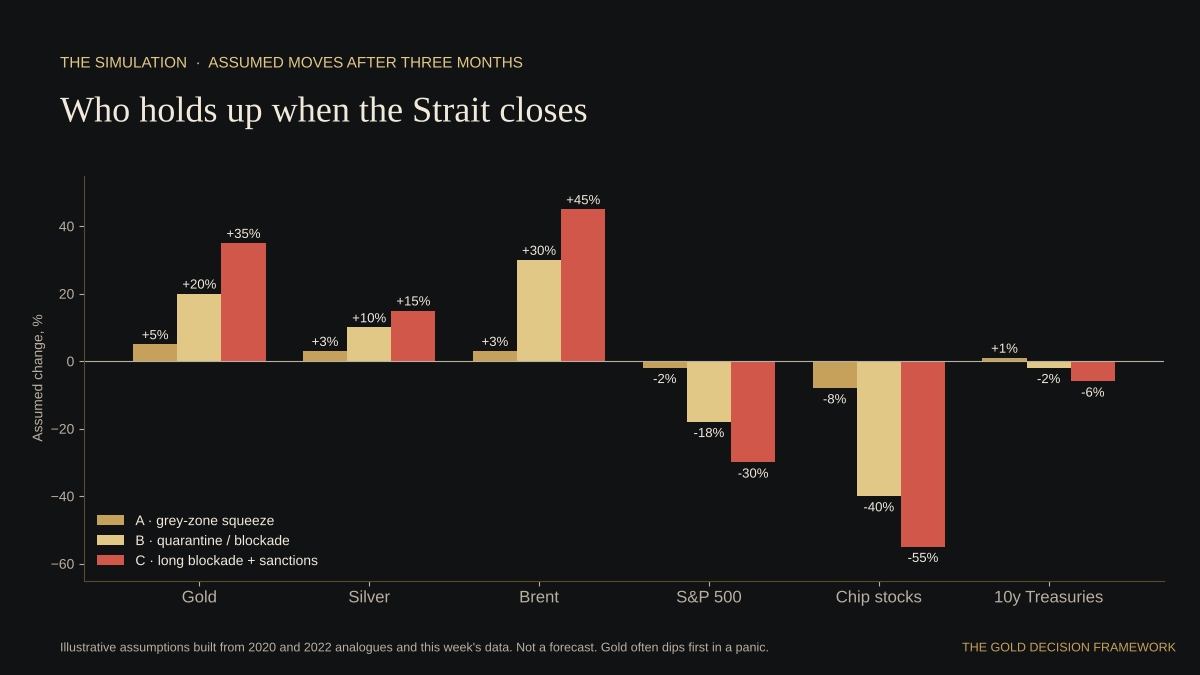 THE SIMULATION · ASSUMED MOVES AFTER THREE MONTHS
Who holds up when the Strait closes
Assumed change, %
40
20
0
−20
−40
−60
+5%
+20%
+35%
+3%
+10%
+15%
+3%
+30%
+45%
-2%
-18%
-30%
-8%
-40%
-55%
+1%
-2%
-6%
A · grey-zone squeeze
B · quarantine / blockade
C · long blockade + sanctions
Gold
Silver
Brent
S&P 500
Chip stocks
10y Treasuries
Illustrative assumptions built from 2020 and 2022 analogues and this week's data. Not a forecast. Gold often dips first in a panic.
THE GOLD DECISION FRAMEWORK